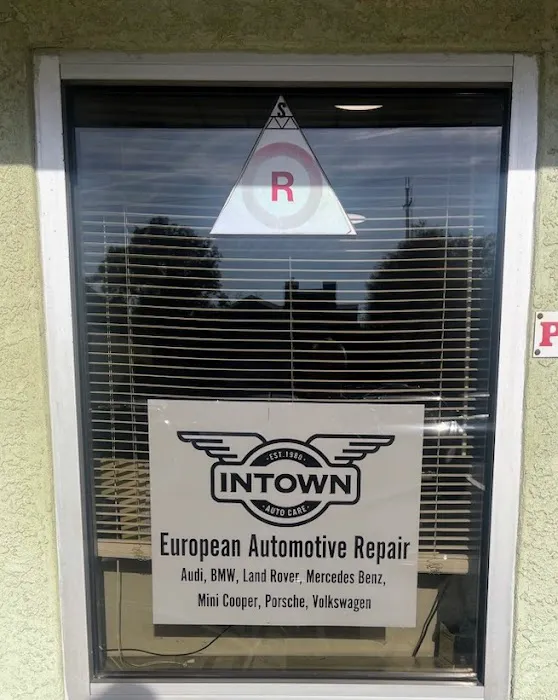 S
R
P
·EST.1980·
INTOWN
·AUTO CARE·
European Automotive Repair
Audi, BMW, Land Rover, Mercedes Benz,
Mini Cooper, Porsche, Volkswagen